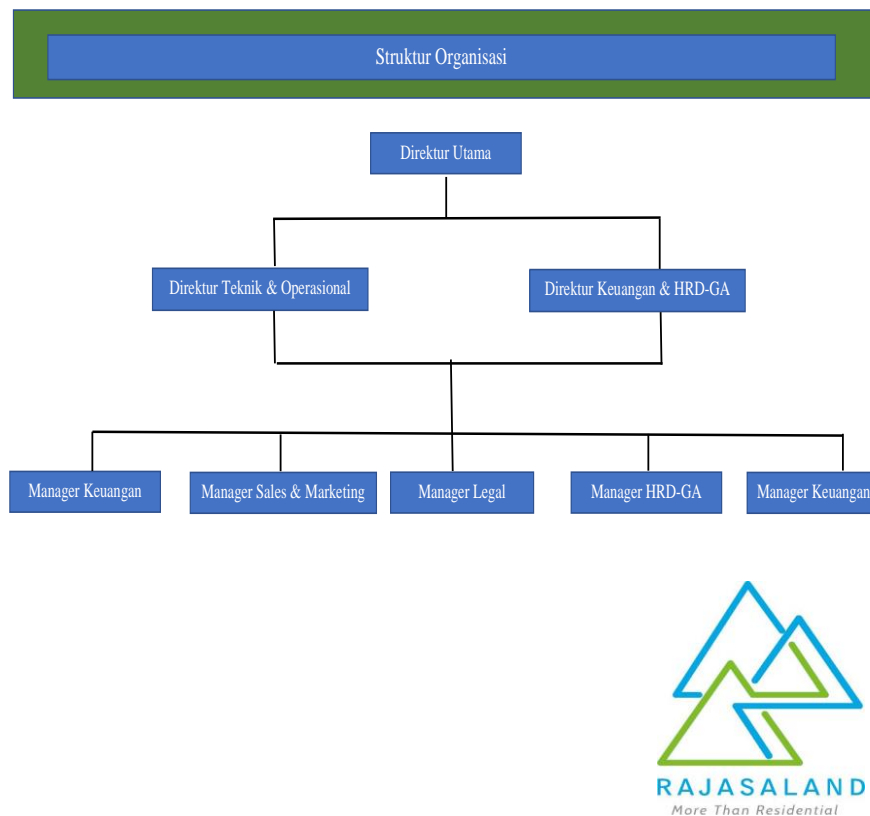 Struktur Organisasi
Direktur Utama
Direktur Teknik & Operasional
Direktur Keuangan & HRD-GA
Manager Keuangan
Manager Sales & Marketing
Manager Legal
Manager HRD-GA
Manager Keuangan
RAJASALAND
More Than Residential